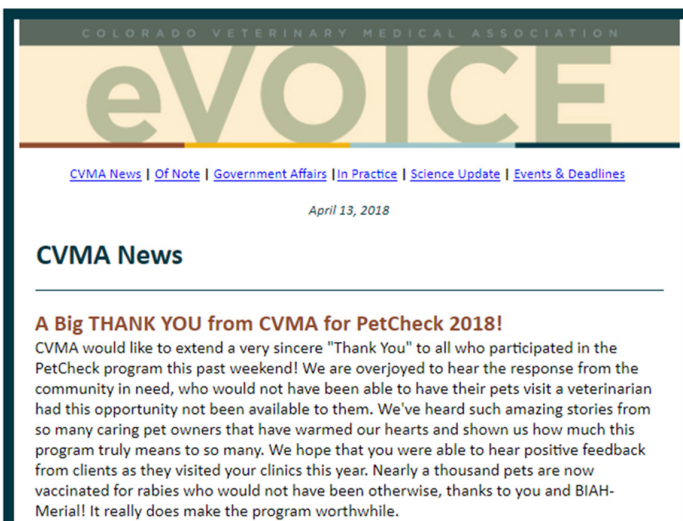 COLORADO VETERINARY MEDICAL ASSOCIATION
eVOICE
CVMA News | Of Note | Government Affairs |In Practice | Science Update | Events & Deadlines
April 13, 2018
CVMA News
A Big THANK YOU from CVMA for PetCheck 2018!
CVMA would like to extend a very sincere "Thank You" to all who participated in the
PetCheck program this past weekend! We are overjoyed to hear the response from the
community in need, who would not have been able to have their pets visit a veterinarian
had this opportunity not been available to them. We've heard such amazing stories from
so many caring pet owners that have warmed our hearts and shown us how much this
program truly means to so many. We hope that you were able to hear positive feedback
from clients as they visited your clinics this year. Nearly a thousand pets are now
vaccinated for rabies who would not have been otherwise, thanks to you and BIAH-
Merial! It really does make the program worthwhile.